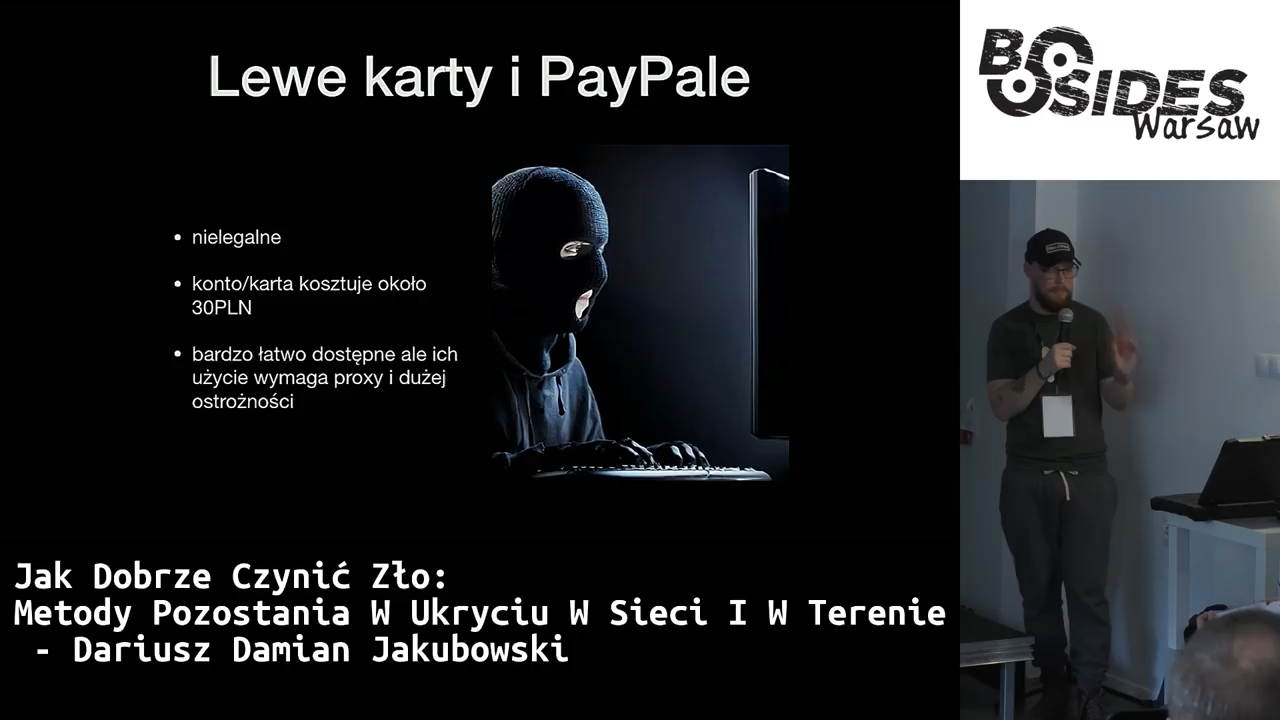 Lewe karty i PayPale
• nielegalne
• konto/karta kosztuje około
30PLN
• bardzo łatwo dostępne ale ich
użycie wymaga proxy i dużej
ostrożności
BSIDES
Warsaw
Jak Dobrze Czynić Zło:
Metody Pozostania W Ukryciu W Sieci I W Terenie
- Dariusz Damian Jakubowski